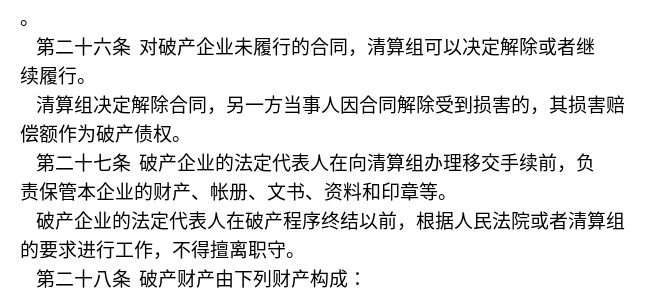 。
第二十六条 对破产企业未履行的合同，清算组可以决定解除或者继
续履行。
清算组决定解除合同，另一方当事人因合同解除受到损害的，其损害赔
偿额作为破产债权。
第二十七条 破产企业的法定代表人在向清算组办理移交手续前，负
责保管本企业的财产、帐册、文书、资料和印章等。
破产企业的法定代表人在破产程序终结以前，根据人民法院或者清算组
的要求进行工作，不得擅离职守。
第二十八条 破产财产由下列财产构成：